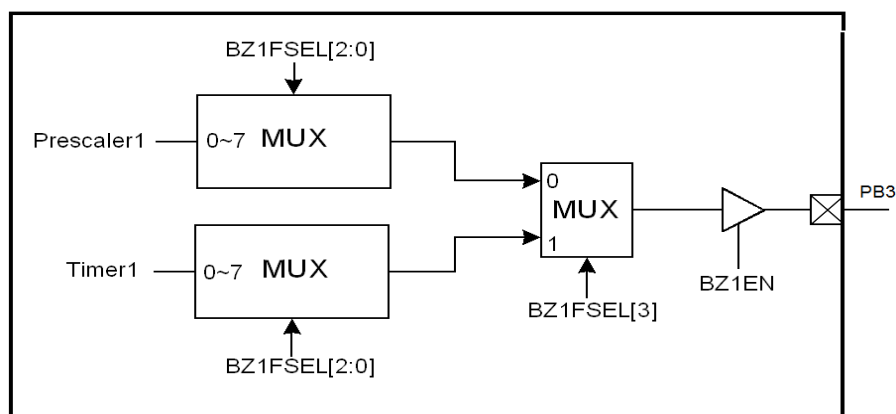 BZ1FSEL[2:0]
Prescaler1
0~7 MUX
0
MUX
1
PB3
Timer1
0~7 MUX
BZ1EN
BZ1FSEL[3]
BZ1FSEL[2:0]